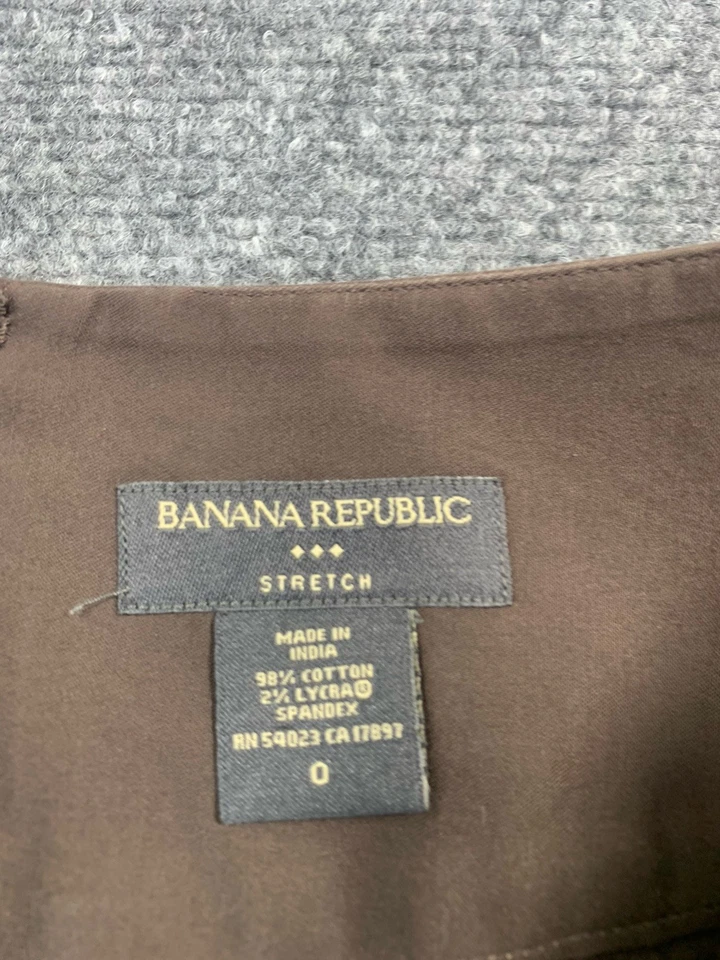 BANANA REPUBLIC
STRETCH
MADE IN
INDIA
98% COTTON
2% LYCRA®
SPANDEX
RN 54023 CA 17897
0